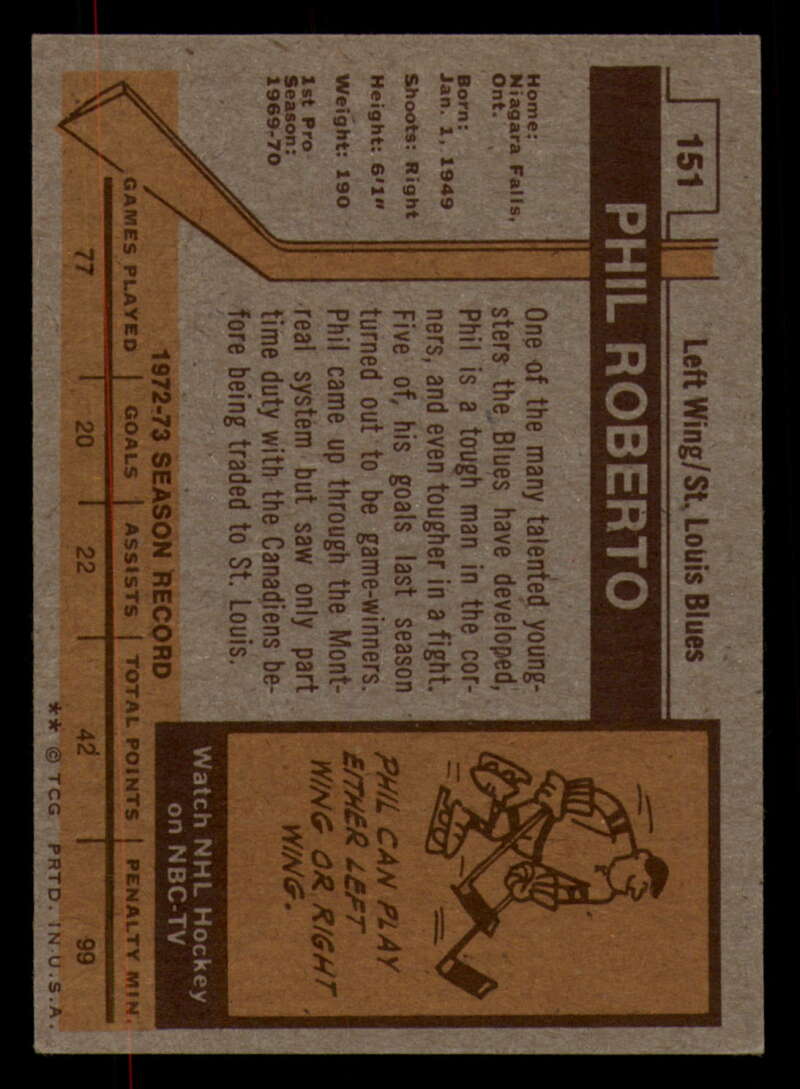 151
Left Wing/St. Louis Blues
PHIL ROBERTO
Home:
Niagara Falls,
Ont.
Born:
Jan. 1, 1949
Shoots: Right
Height: 6'1"
Weight: 190
1st Pro
Season:
1969-70
One of the many talented young-
sters the Blues have developed,
Phil is a tough man in the cor-
ners, and even tougher in a fight.
Five of his goals last season
turned out to be game-winners.
Phil came up through the Mont-
real system but saw only part
time duty with the Canadiens be-
fore being traded to St. Louis.
PHIL CAN PLAY
EITHER LEFT
WING OR RIGHT
WING.
Watch NHL Hockey
on NBC-TV
1972-73 SEASON RECORD
GAMES PLAYED GOALS ASSISTS TOTAL POINTS PENALTY MIN.
77 20 22 42 99
** © TCG PRTD. IN U.S.A.